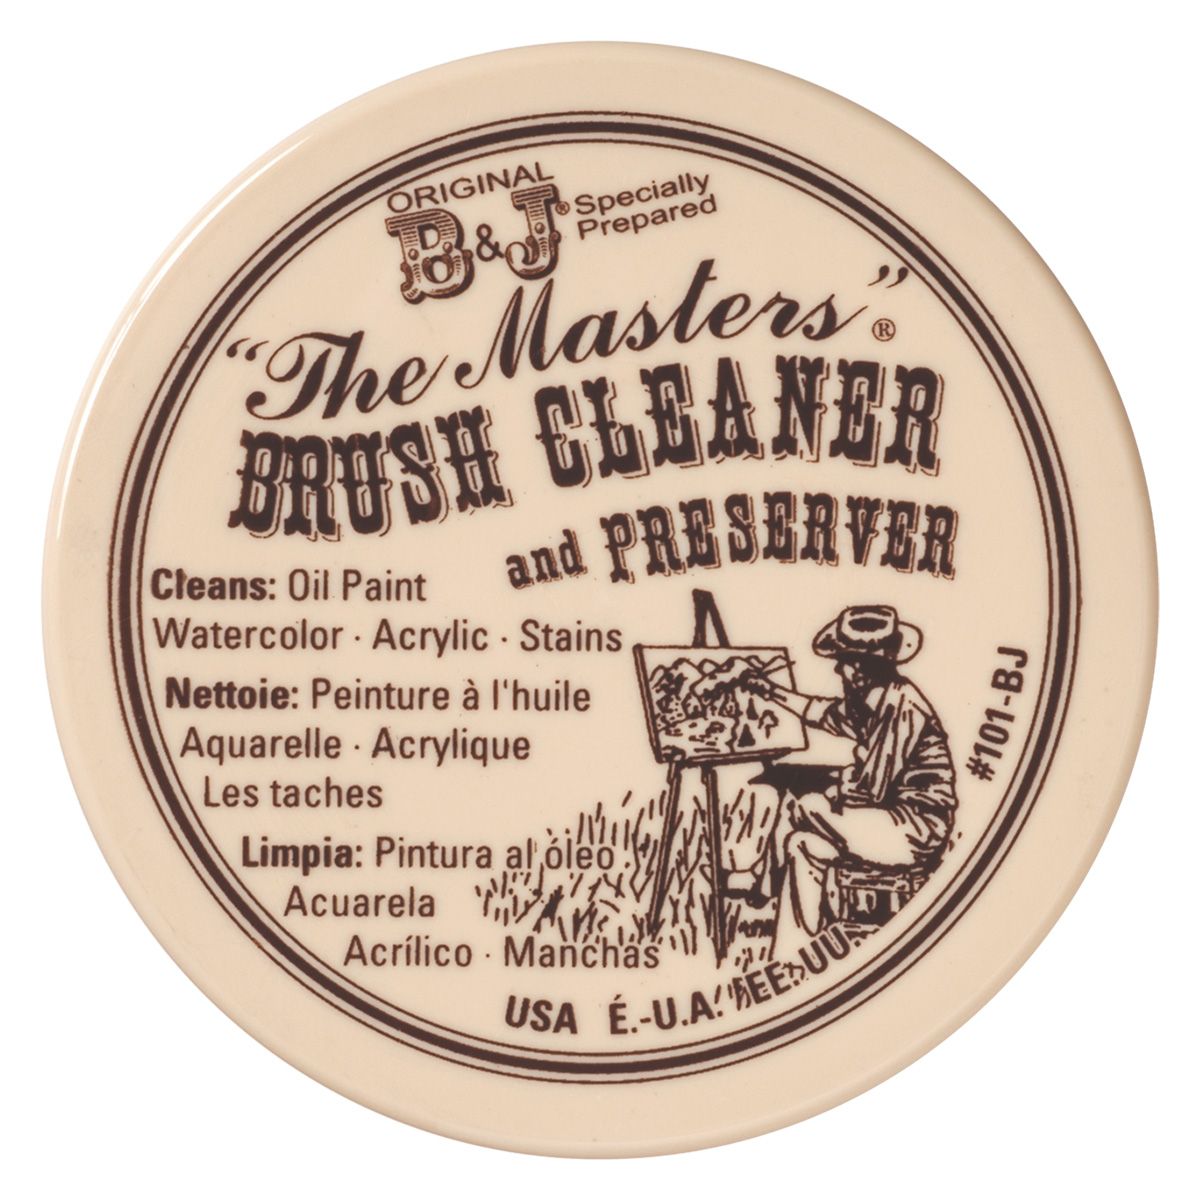 ORIGINAL
B&J® Specially
Prepared
"The Masters"®
BRUSH CLEANER
and PRESERVER
Cleans: Oil Paint
Watercolor · Acrylic · Stains
Nettoie: Peinture à l'huile
Aquarelle · Acrylique
Les taches
Limpia: Pintura al óleo
Acuarela
Acrílico · Manchas
USA É.-U.A. EE. UU.
#101-BJ